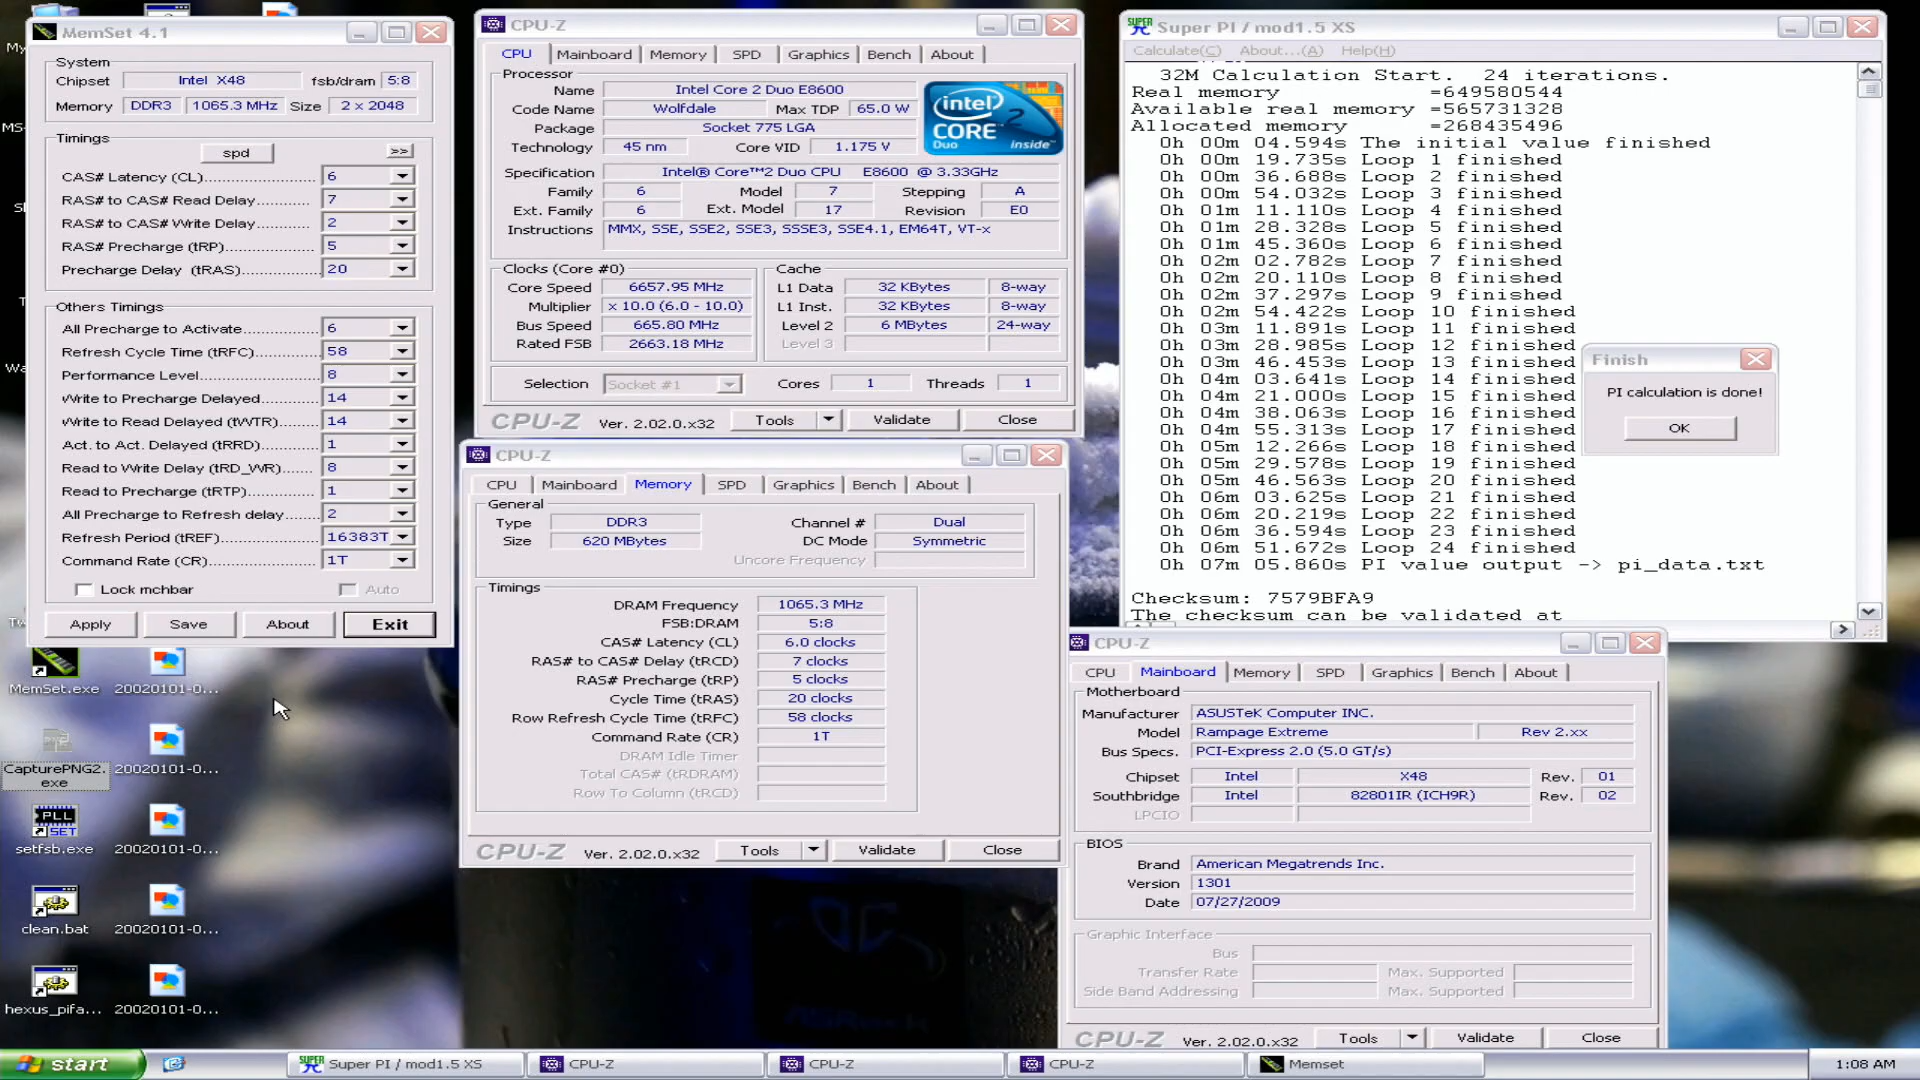 MemSet 4.1
System
Chipset Intel X48 fsb/dram 5:8
Memory DDR3 1065.3 MHz Size 2 x 2048
Timings
spd >>
CAS# Latency (CL)... 6
RAS# to CAS# Read Delay... 7
RAS# to CAS# Write Delay... 2
RAS# Precharge (tRP)... 5
Precharge Delay (tRAS)... 20
Others Timings
All Precharge to Activate... 6
Refresh Cycle Time (tRFC)... 58
Performance Level... 8
Write to Precharge Delayed... 14
Write to Read Delayed (tWTR)... 14
Act. to Act. Delayed (tRRD)... 1
Read to Write Delay (tRD_WR)... 8
Read to Precharge (tRTP)... 1
All Precharge to Refresh delay... 2
Refresh Period (tREF)... 16383T
Command Rate (CR)... 1T
Lock mchbar Auto
Apply Save About Exit
CPU-Z
CPU Mainboard Memory SPD Graphics Bench About
Processor
Name Intel Core 2 Duo E8600
Code Name Wolfdale Max TDP 65.0 W
Package Socket 775 LGA
Technology 45 nm Core VID 1.175 V
intel CORE 2 Duo inside
Specification Intel® Core™2 Duo CPU E8600 @ 3.33GHz
Family 6 Model 7 Stepping A
Ext. Family 6 Ext. Model 17 Revision E0
Instructions MMX, SSE, SSE2, SSE3, SSSE3, SSE4.1, EM64T, VT-x
Clocks (Core #0)
Core Speed 6657.95 MHz
Multiplier x 10.0 (6.0 - 10.0)
Bus Speed 665.80 MHz
Rated FSB 2663.18 MHz
Cache
L1 Data 32 KBytes 8-way
L1 Inst. 32 KBytes 8-way
Level 2 6 MBytes 24-way
Level 3
Selection Socket #1 Cores 1 Threads 1
CPU-Z Ver. 2.02.0.x32 Tools Validate Close
CPU-Z
CPU Mainboard Memory SPD Graphics Bench About
General
Type DDR3 Channel # Dual
Size 620 MBytes DC Mode Symmetric
Uncore Frequency
Timings
DRAM Frequency 1065.3 MHz
FSB:DRAM 5:8
CAS# Latency (CL) 6.0 clocks
RAS# to CAS# Delay (tRCD) 7 clocks
RAS# Precharge (tRP) 5 clocks
Cycle Time (tRAS) 20 clocks
Row Refresh Cycle Time (tRFC) 58 clocks
Command Rate (CR) 1T
DRAM Idle Timer
Total CAS# (tRDRAM)
Row To Column (tRCD)
CPU-Z Ver. 2.02.0.x32 Tools Validate Close
SUPER Super PI / mod1.5 XS
Calculate(C) About...(A) Help(H)
32M Calculation Start. 24 iterations.
Real memory =649580544
Available real memory =565731328
Allocated memory =268435496
0h 00m 04.594s The initial value finished
0h 00m 19.735s Loop 1 finished
0h 00m 36.688s Loop 2 finished
0h 00m 54.032s Loop 3 finished
0h 01m 11.110s Loop 4 finished
0h 01m 28.328s Loop 5 finished
0h 01m 45.360s Loop 6 finished
0h 02m 02.782s Loop 7 finished
0h 02m 20.110s Loop 8 finished
0h 02m 37.297s Loop 9 finished
0h 02m 54.422s Loop 10 finished
0h 03m 11.891s Loop 11 finished
0h 03m 28.985s Loop 12 finished
0h 03m 46.453s Loop 13 finished
0h 04m 03.641s Loop 14 finished
0h 04m 21.000s Loop 15 finished
0h 04m 38.063s Loop 16 finished
0h 04m 55.313s Loop 17 finished
0h 05m 12.266s Loop 18 finished
0h 05m 29.578s Loop 19 finished
0h 05m 46.563s Loop 20 finished
0h 06m 03.625s Loop 21 finished
0h 06m 20.219s Loop 22 finished
0h 06m 36.594s Loop 23 finished
0h 06m 51.672s Loop 24 finished
0h 07m 05.860s PI value output -> pi_data.txt
Checksum: 7579BFA9
The checksum can be validated at
Finish
PI calculation is done!
OK
CPU-Z
CPU Mainboard Memory SPD Graphics Bench About
Motherboard
Manufacturer ASUSTeK Computer INC.
Model Rampage Extreme Rev 2.xx
Bus Specs. PCI-Express 2.0 (5.0 GT/s)
Chipset Intel X48 Rev. 01
Southbridge Intel 82801IR (ICH9R) Rev. 02
LPCIO
BIOS
Brand American Megatrends Inc.
Version 1301
Date 07/27/2009
Graphic Interface
Bus
Transfer Rate Max. Supported
Side Band Addressing Max. Supported
CPU-Z Ver. 2.02.0.x32 Tools Validate Close
MemSet.exe 20020101-0...
CapturePNG2.exe 20020101-0...
PLL SET
setfsb.exe 20020101-0...
clean.bat 20020101-0...
hexus_pifa... 20020101-0...
start SUPER Super PI / mod1.5 XS CPU-Z CPU-Z CPU-Z Memset 1:08 AM